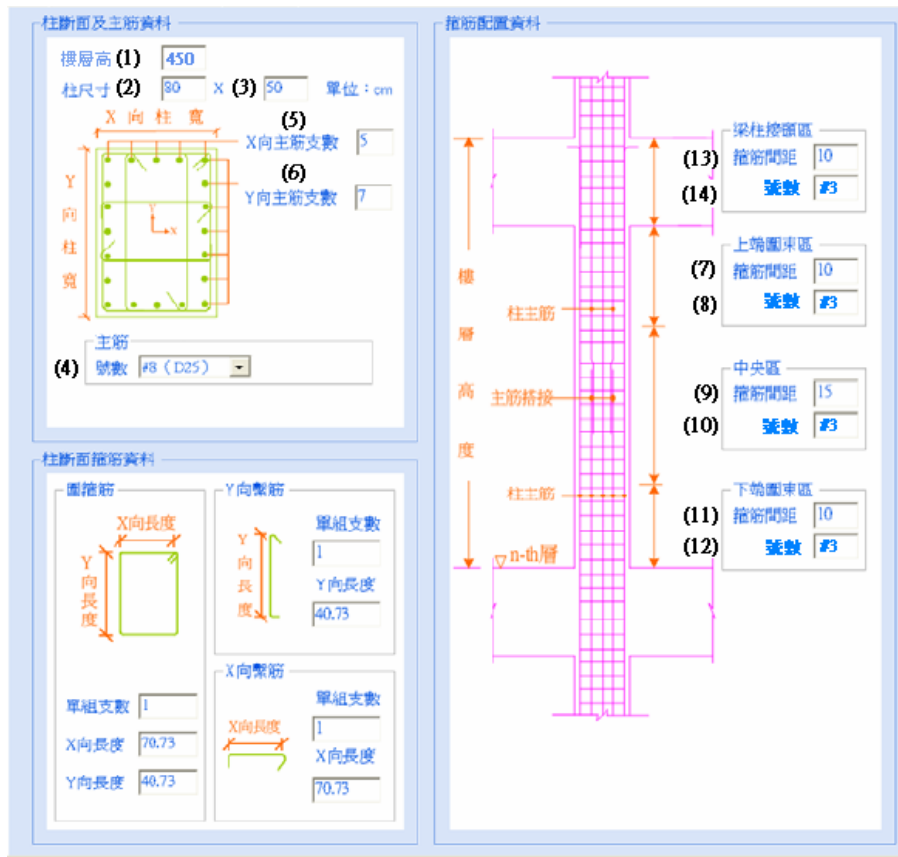 柱斷面及主筋資料
樓層高 (1) 450
柱尺寸 (2) 80 X (3) 50 單位:cm
X 向 柱 寬
(5)
X向主筋支數 5
(6)
Y向主筋支數 7
Y向柱寬
Y
X
主筋
(4) 號數 #8(D25)
柱斷面箍筋資料
圍箍筋
X向長度
Y向長度
單組支數 1
X向長度 70.73
Y向長度 40.73
Y向繫筋
Y向長度
單組支數
1
Y向長度
40.73
X向繫筋
X向長度
單組支數
1
X向長度
70.73
箍筋配置資料
樓層高度
柱主筋
主筋搭接
柱主筋
n-th層
梁柱接頭區
(13) 箍筋間距 10
(14) 號數 #3
上端圍束區
(7) 箍筋間距 10
(8) 號數 #3
中央區
(9) 箍筋間距 15
(10) 號數 #3
下端圍束區
(11) 箍筋間距 10
(12) 號數 #3